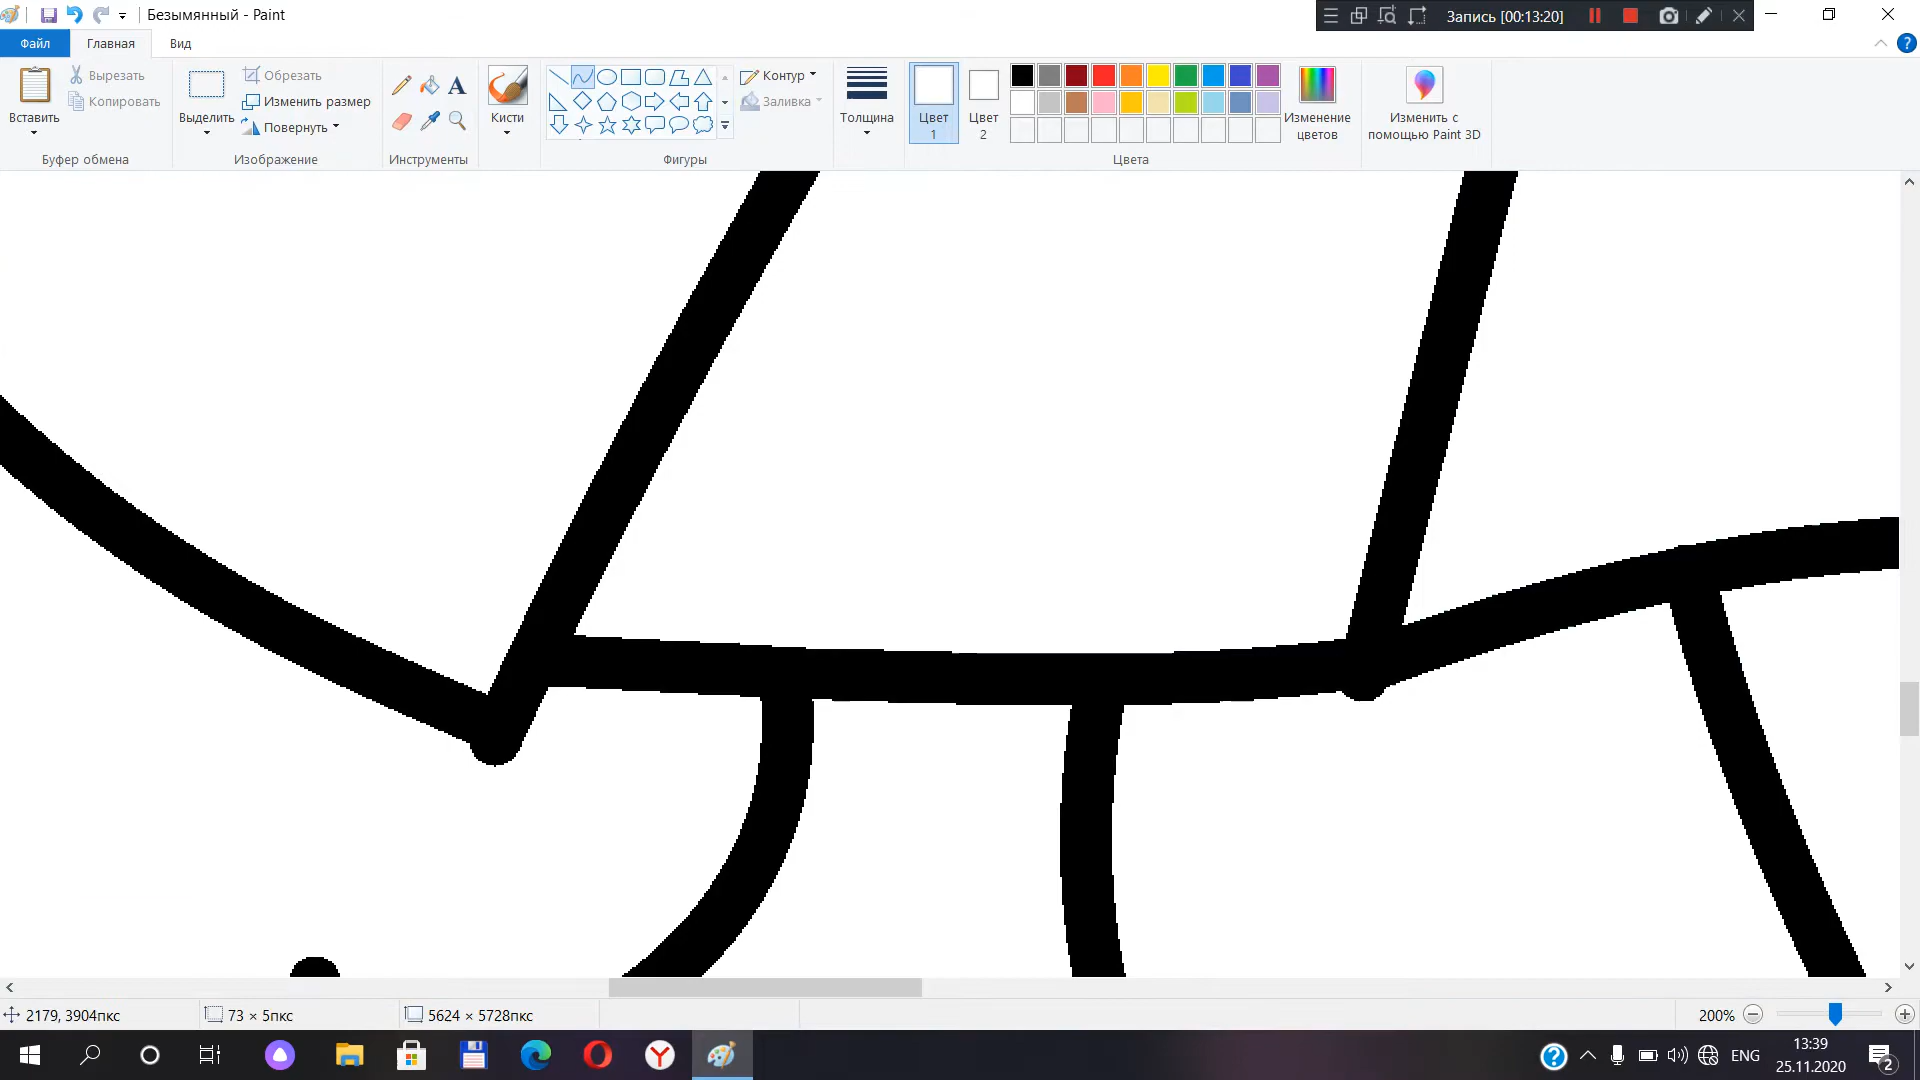 Безымянный - Paint
Запись [00:13:20]
Файл Главная Вид
Вставить
Вырезать
Копировать
Буфер обмена
Выделить
Обрезать
Изменить размер
Повернуть
Изображение
A
Инструменты
Кисти
Контур
Заливка
Фигуры
Толщина
Цвет
1
Цвет
2
Изменение
цветов
Цвета
Изменить с
помощью Paint 3D
2179, 3904пкс
73 × 5пкс
5624 × 5728пкс
200%
ENG
13:39
25.11.2020
2